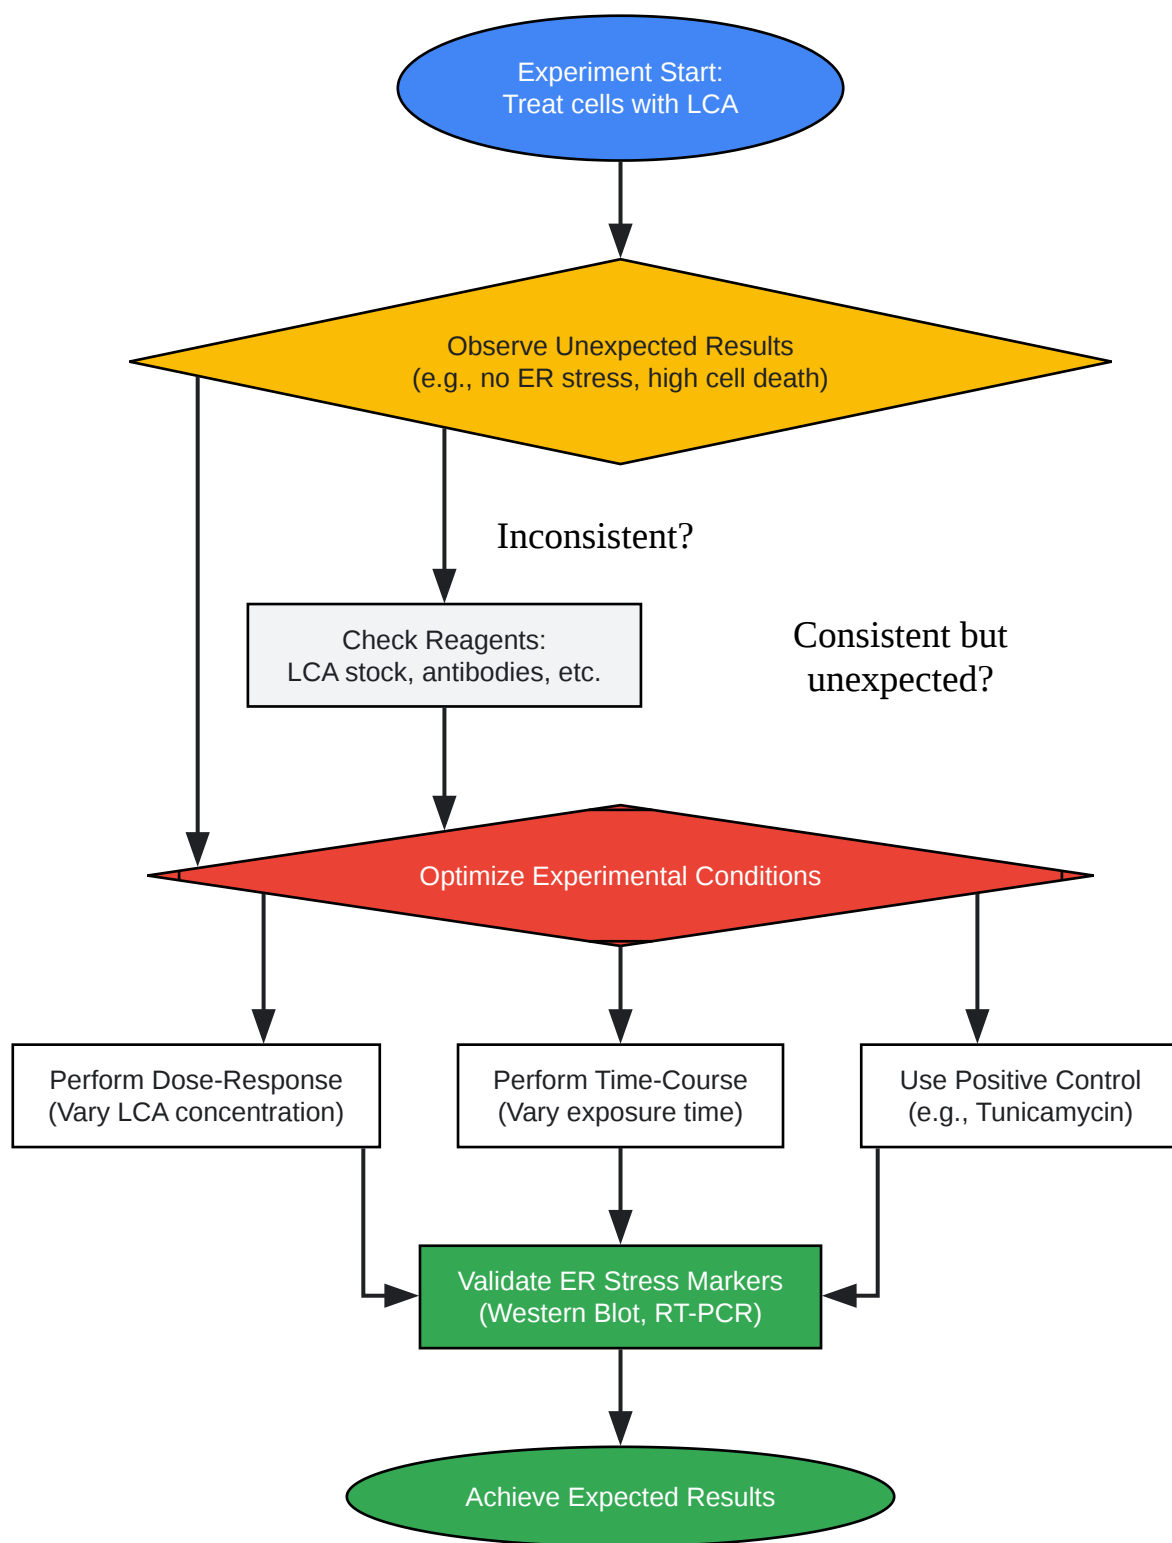 Experiment Start:
Treat cells with LCA
Observe Unexpected Results
(e.g., no ER stress, high cell death)
Inconsistent?
Check Reagents:
LCA stock, antibodies, etc.
Consistent but
unexpected?
Optimize Experimental Conditions
Perform Dose-Response
(Vary LCA concentration)
Perform Time-Course
(Vary exposure time)
Use Positive Control
(e.g., Tunicamycin)
Validate ER Stress Markers
(Western Blot, RT-PCR)
Achieve Expected Results